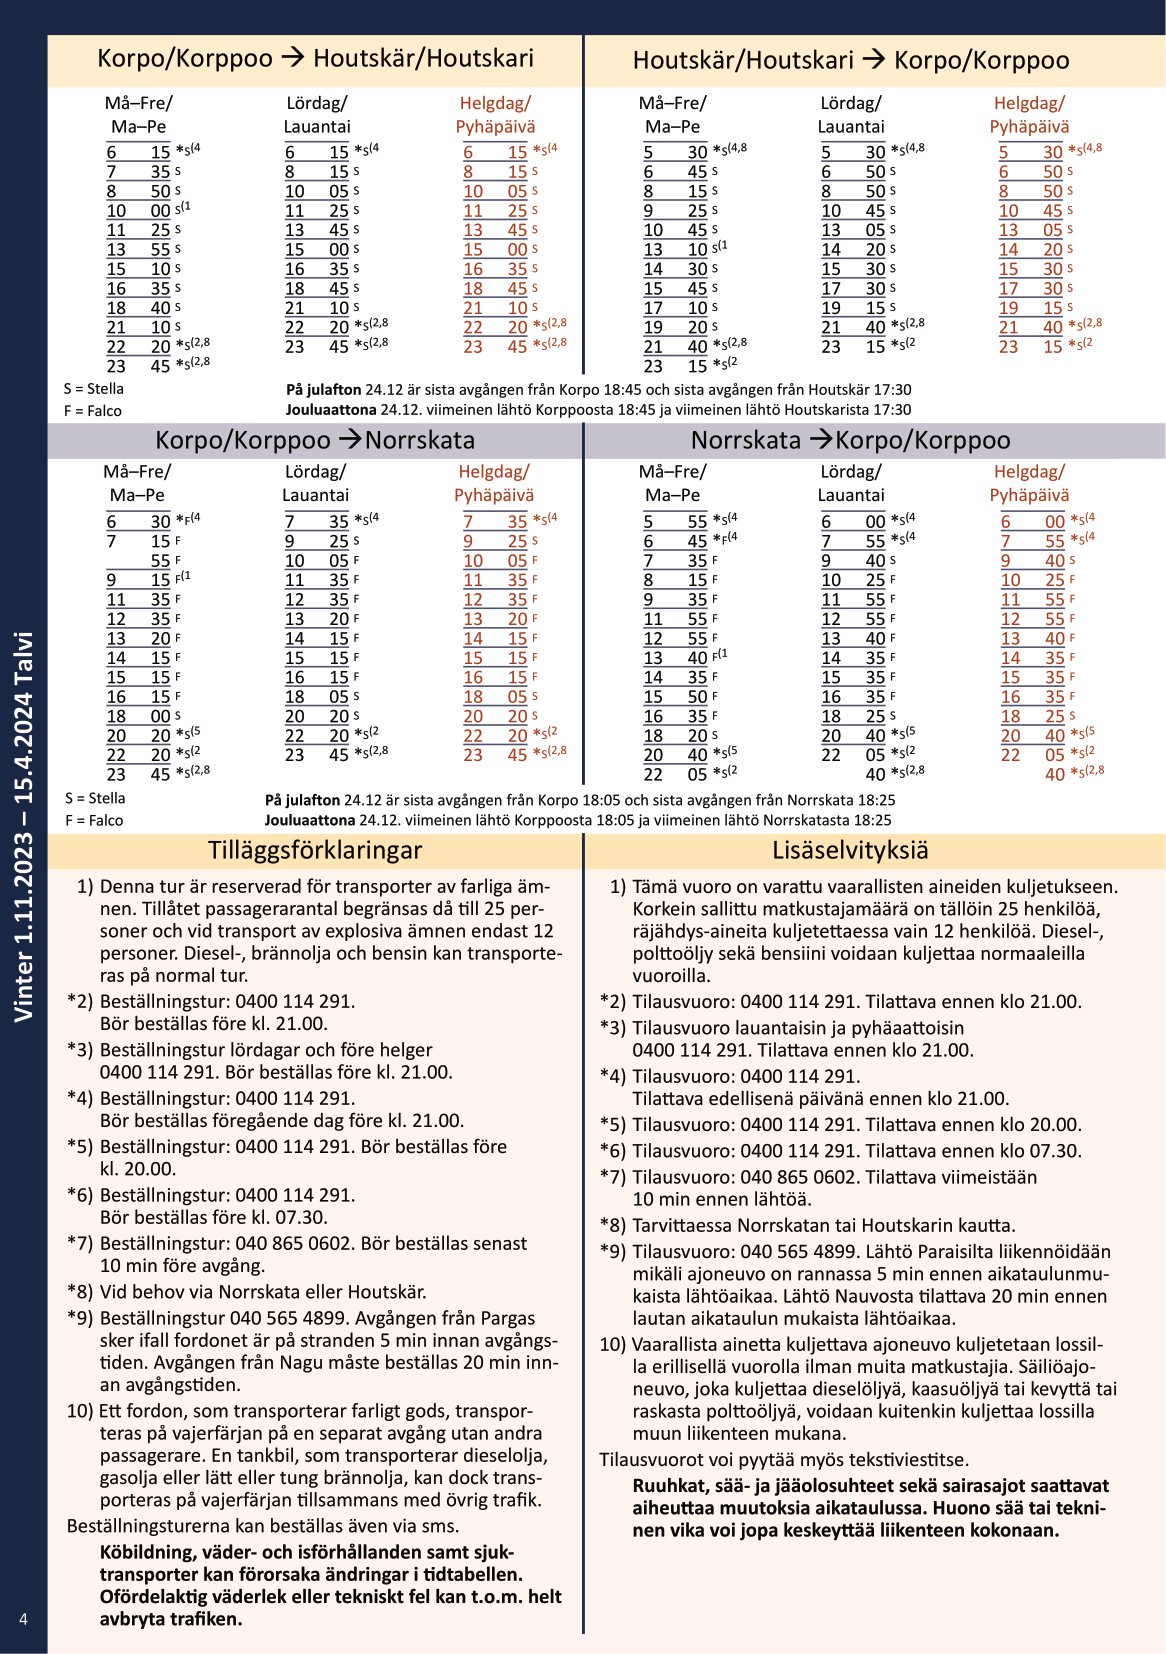 Korpo/Korppoo → Houtskär/Houtskari
Må–Fre/
Ma–Pe
6 15 *S(4
7 35 S
8 50 S
10 00 S(1
11 25 S
13 55 S
15 10 S
16 35 S
18 40 S
21 10 S
22 20 *S(2,8
23 45 *S(2,8
Lördag/
Lauantai
6 15 *S(4
8 15 S
10 05 S
11 25 S
13 45 S
15 00 S
16 35 S
18 45 S
21 10 S
22 20 *S(2,8
23 45 *S(2,8
Helgdag/
Pyhäpäivä
6 15 *S(4
8 15 S
10 05 S
11 25 S
13 45 S
15 00 S
16 35 S
18 45 S
21 10 S
22 20 *S(2,8
23 45 *S(2,8
Houtskär/Houtskari → Korpo/Korppoo
Må–Fre/
Ma–Pe
5 30 *S(4,8
6 45 S
8 15 S
9 25 S
10 45 S
13 10 S(1
14 30 S
15 45 S
17 10 S
19 20 S
21 40 *S(2,8
23 15 *S(2
Lördag/
Lauantai
5 30 *S(4,8
6 50 S
8 50 S
10 45 S
13 05 S
14 20 S
15 30 S
17 30 S
19 15 S
21 40 *S(2,8
23 15 *S(2
Helgdag/
Pyhäpäivä
5 30 *S(4,8
6 50 S
8 50 S
10 45 S
13 05 S
14 20 S
15 30 S
17 30 S
19 15 S
21 40 *S(2,8
23 15 *S(2
S = Stella
F = Falco
På julafton 24.12 är sista avgången från Korpo 18:45 och sista avgången från Houtskär 17:30
Jouluaattona 24.12. viimeinen lähtö Korppoosta 18:45 ja viimeinen lähtö Houtskarista 17:30
Korpo/Korppoo →Norrskata
Må–Fre/
Ma–Pe
6 30 *F(4
7 15 F
55 F
9 15 F(1
11 35 F
12 35 F
13 20 F
14 15 F
15 15 F
16 15 F
18 00 S
20 20 *S(5
22 20 *S(2
23 45 *S(2,8
Lördag/
Lauantai
7 35 *S(4
9 25 S
10 05 F
11 35 F
12 35 F
13 20 F
14 15 F
15 15 F
16 15 F
18 05 S
20 20 S
22 20 *S(2
23 45 *S(2,8
Helgdag/
Pyhäpäivä
7 35 *S(4
9 25 S
10 05 F
11 35 F
12 35 F
13 20 F
14 15 F
15 15 F
16 15 F
18 05 S
20 20 S
22 20 *S(2
23 45 *S(2,8
Norrskata →Korpo/Korppoo
Må–Fre/
Ma–Pe
5 55 *S(4
6 45 *F(4
7 35 F
8 15 F
9 35 F
11 55 F
12 55 F
13 40 F(1
14 35 F
15 50 F
16 35 F
18 20 S
20 40 *S(5
22 05 *S(2
Lördag/
Lauantai
6 00 *S(4
7 55 *S(4
9 40 S
10 25 F
11 55 F
12 55 F
13 40 F
14 35 F
15 35 F
16 35 F
18 25 S
20 40 *S(5
22 05 *S(2
40 *S(2,8
Helgdag/
Pyhäpäivä
6 00 *S(4
7 55 *S(4
9 40 S
10 25 F
11 55 F
12 55 F
13 40 F
14 35 F
15 35 F
16 35 F
18 25 S
20 40 *S(5
22 05 *S(2
40 *S(2,8
S = Stella
F = Falco
På julafton 24.12 är sista avgången från Korpo 18:05 och sista avgången från Norrskata 18:25
Jouluaattona 24.12. viimeinen lähtö Korppoosta 18:05 ja viimeinen lähtö Norrskatasta 18:25
Tilläggsförklaringar
1) Denna tur är reserverad för transporter av farliga äm-
nen. Tillåtet passagerarantal begränsas då till 25 per-
soner och vid transport av explosiva ämnen endast 12
personer. Diesel-, brännolja och bensin kan transporte-
ras på normal tur.
*2) Beställningstur: 0400 114 291.
Bör beställas före kl. 21.00.
*3) Beställningstur lördagar och före helger
0400 114 291. Bör beställas före kl. 21.00.
*4) Beställningstur: 0400 114 291.
Bör beställas föregående dag före kl. 21.00.
*5) Beställningstur: 0400 114 291. Bör beställas före
kl. 20.00.
*6) Beställningstur: 0400 114 291.
Bör beställas före kl. 07.30.
*7) Beställningstur: 040 865 0602. Bör beställas senast
10 min före avgång.
*8) Vid behov via Norrskata eller Houtskär.
*9) Beställningstur 040 565 4899. Avgången från Pargas
sker ifall fordonet är på stranden 5 min innan avgångs-
tiden. Avgången från Nagu måste beställas 20 min inn-
an avgångstiden.
10) Ett fordon, som transporterar farligt gods, transpor-
teras på vajerfärjan på en separat avgång utan andra
passagerare. En tankbil, som transporterar dieselolja,
gasolja eller lätt eller tung brännolja, kan dock trans-
porteras på vajerfärjan tillsammans med övrig trafik.
Beställningsturerna kan beställas även via sms.
Köbildning, väder- och isförhållanden samt sjuk-
transporter kan förorsaka ändringar i tidtabellen.
Ofördelaktig väderlek eller tekniskt fel kan t.o.m. helt
avbryta trafiken.
Lisäselvityksiä
1) Tämä vuoro on varattu vaarallisten aineiden kuljetukseen.
Korkein sallittu matkustajamäärä on tällöin 25 henkilöä,
räjähdys-aineita kuljetettaessa vain 12 henkilöä. Diesel-,
polttoöljy sekä bensiini voidaan kuljettaa normaaleilla
vuoroilla.
*2) Tilausvuoro: 0400 114 291. Tilattava ennen klo 21.00.
*3) Tilausvuoro lauantaisin ja pyhäaattoisin
0400 114 291. Tilattava ennen klo 21.00.
*4) Tilausvuoro: 0400 114 291.
Tilattava edellisenä päivänä ennen klo 21.00.
*5) Tilausvuoro: 0400 114 291. Tilattava ennen klo 20.00.
*6) Tilausvuoro: 0400 114 291. Tilattava ennen klo 07.30.
*7) Tilausvuoro: 040 865 0602. Tilattava viimeistään
10 min ennen lähtöä.
*8) Tarvittaessa Norrskatan tai Houtskarin kautta.
*9) Tilausvuoro: 040 565 4899. Lähtö Paraisilta liikennöidään
mikäli ajoneuvo on rannassa 5 min ennen aikataulunmu-
kaista lähtöaikaa. Lähtö Nauvosta tilattava 20 min ennen
lautan aikataulun mukaista lähtöaikaa.
10) Vaarallista ainetta kuljettava ajoneuvo kuljetetaan lossil-
la erillisellä vuorolla ilman muita matkustajia. Säiliöajo-
neuvo, joka kuljettaa dieselöljyä, kaasuöljyä tai kevyttä tai
raskasta polttoöljyä, voidaan kuitenkin kuljettaa lossilla
muun liikenteen mukana.
Tilausvuorot voi pyytää myös tekstiviestitse.
Ruuhkat, sää- ja jääolosuhteet sekä sairasajot saattavat
aiheuttaa muutoksia aikataulussa. Huono sää tai tekni-
nen vika voi jopa keskeyttää liikenteen kokonaan.
Vinter 1.11.2023 – 15.4.2024 Talvi
4